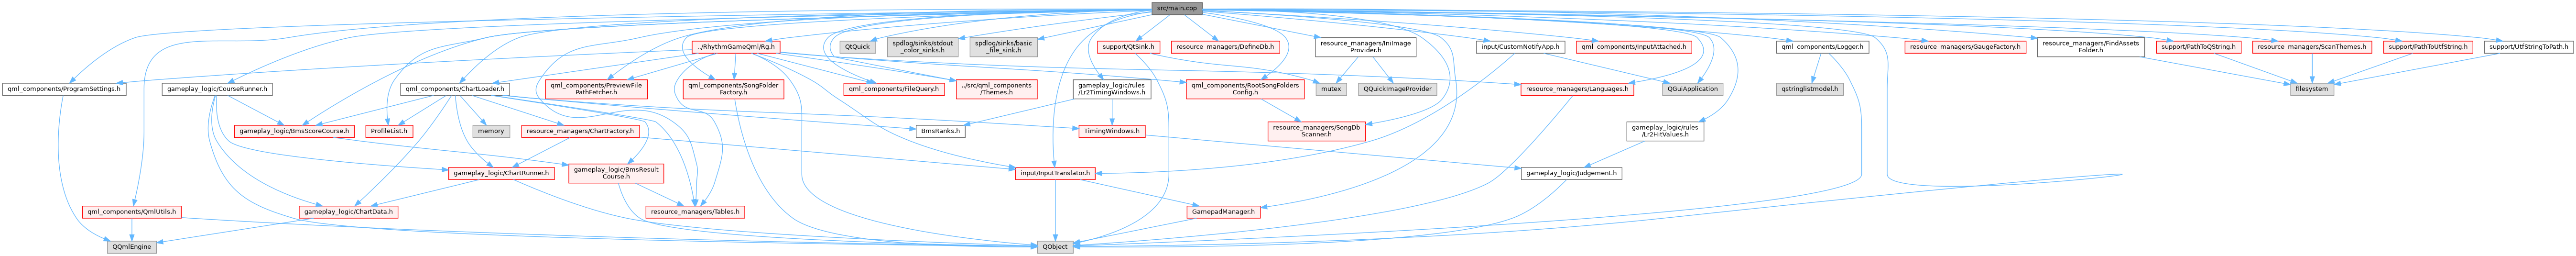 src/main.cpp
../RhythmGameQml/Rg.h
QtQuick
spdlog/sinks/stdout
_color_sinks.h
spdlog/sinks/basic
_file_sink.h
support/QtSink.h
resource_managers/DefineDb.h
resource_managers/IniImage
Provider.h
input/CustomNotifyApp.h
qml_components/InputAttached.h
qml_components/Logger.h
resource_managers/GaugeFactory.h
resource_managers/FindAssets
Folder.h
support/PathToQString.h
resource_managers/ScanThemes.h
support/PathToUtfString.h
support/UtfStringToPath.h
qml_components/ProgramSettings.h
gameplay_logic/CourseRunner.h
qml_components/ChartLoader.h
qml_components/PreviewFile
PathFetcher.h
qml_components/SongFolder
Factory.h
qml_components/FileQuery.h
../src/qml_components
/Themes.h
gameplay_logic/rules
/Lr2TimingWindows.h
qml_components/RootSongFolders
Config.h
mutex
QQuickImageProvider
resource_managers/Languages.h
QGuiApplication
qstringlistmodel.h
filesystem
gameplay_logic/BmsScoreCourse.h
ProfileList.h
memory
resource_managers/ChartFactory.h
BmsRanks.h
TimingWindows.h
resource_managers/SongDb
Scanner.h
gameplay_logic/rules
/Lr2HitValues.h
gameplay_logic/ChartRunner.h
gameplay_logic/BmsResult
Course.h
input/InputTranslator.h
gameplay_logic/Judgement.h
qml_components/QmlUtils.h
gameplay_logic/ChartData.h
resource_managers/Tables.h
GamepadManager.h
QQmlEngine
QObject